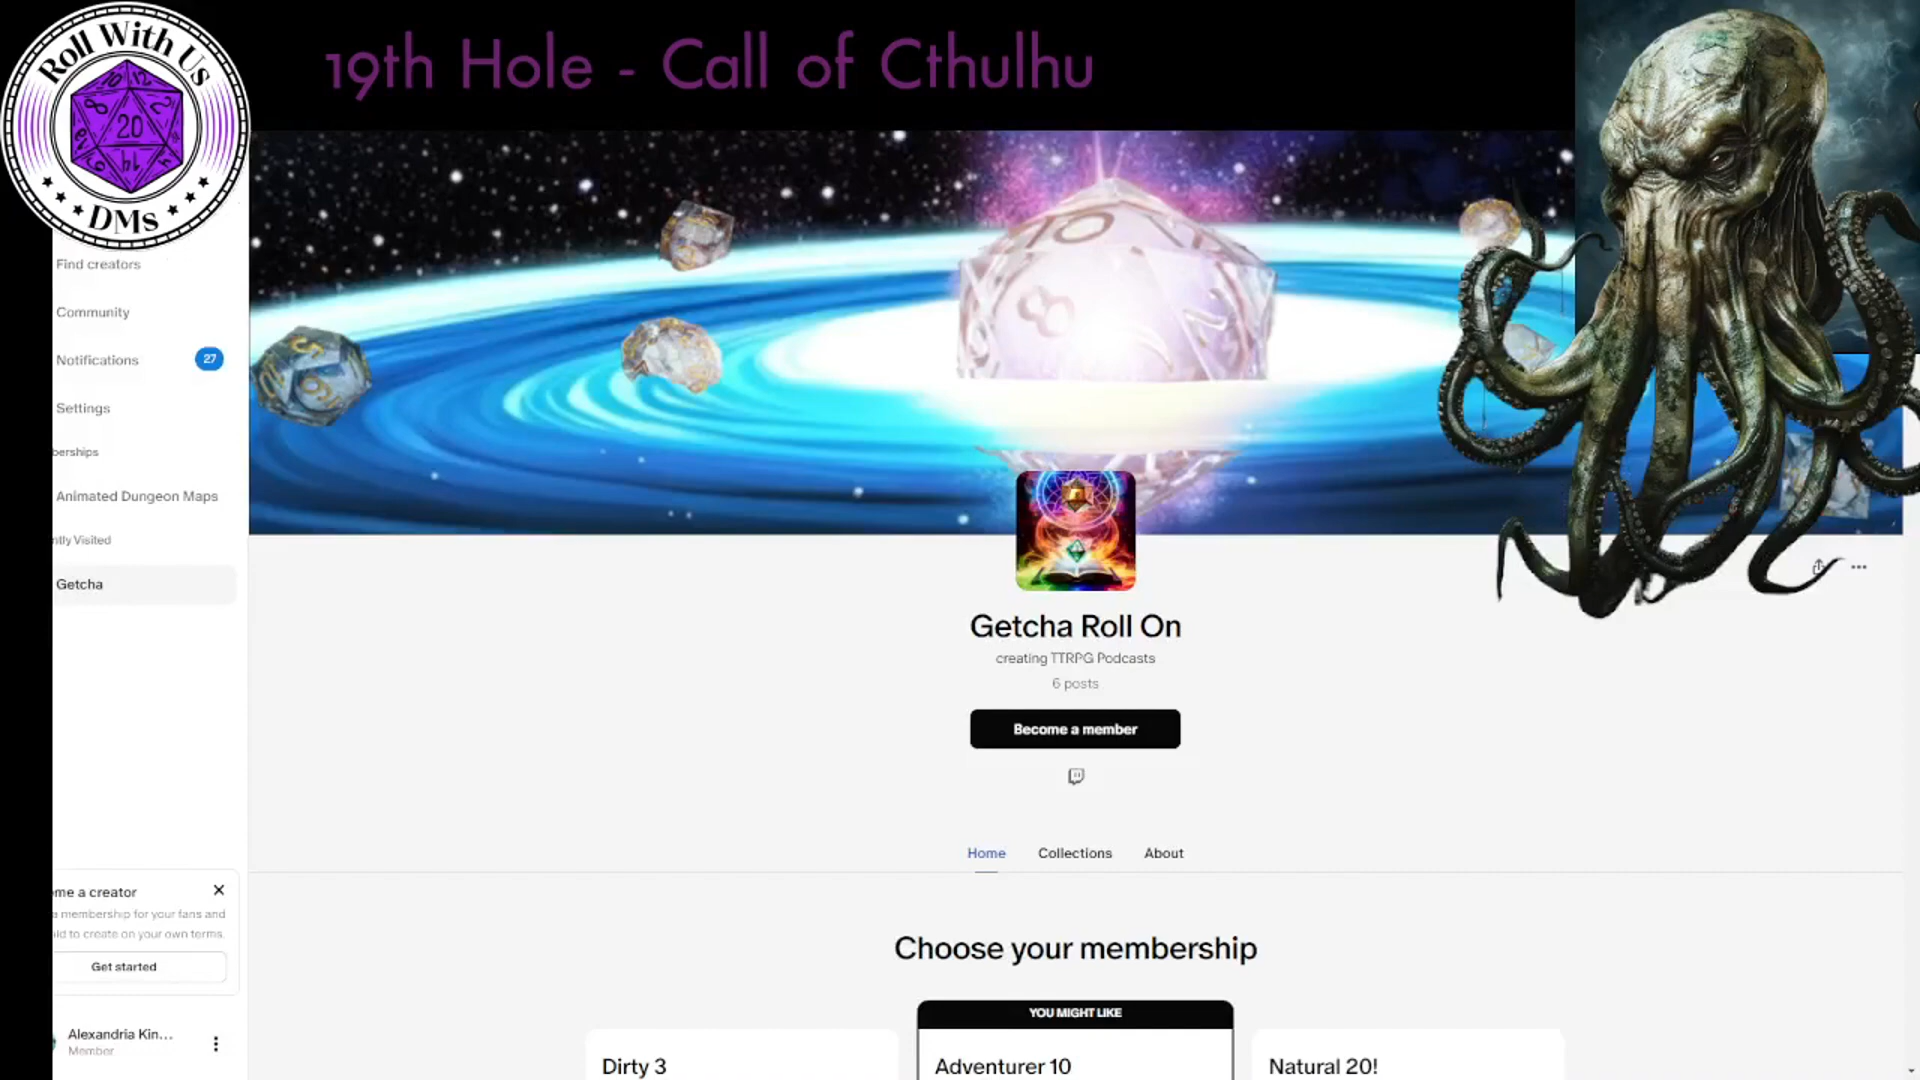 Roll With Us
20
DMs
19th Hole - Call of Cthulhu
Find creators
Community
Notifications
27
Settings
berships
Animated Dungeon Maps
ntly Visited
Getcha
me a creator
a membership for your fans and
ld to create on your own terms.
Get started
Alexandria Kin...
Member
Getcha Roll On
creating TTRPG Podcasts
6 posts
Become a member
Home
Collections
About
Choose your membership
YOU MIGHT LIKE
Dirty 3
Adventurer 10
Natural 20!